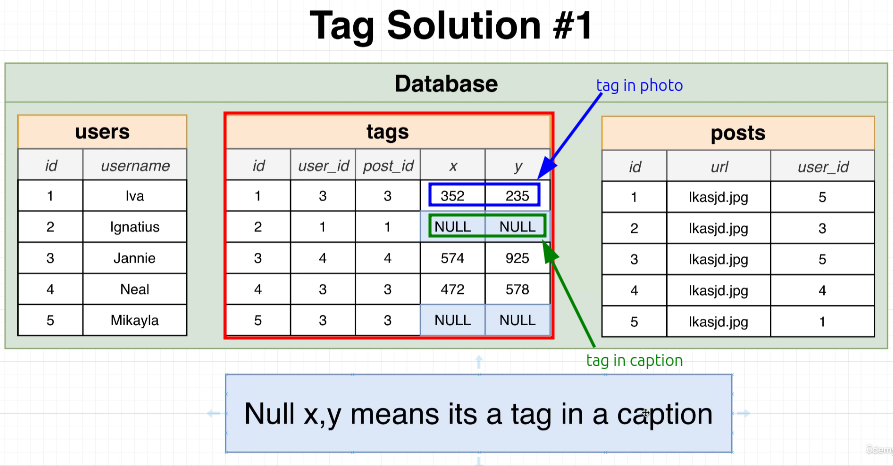 Tag Solution #1
Database
tag in photo
users
id username
1 Iva
2 Ignatius
3 Jannie
4 Neal
5 Mikayla
tags
id user_id post_id x y
1 3 3 352 235
2 1 1 NULL NULL
3 4 4 574 925
4 3 3 472 578
5 3 3 NULL NULL
posts
id url user_id
1 lkasjd.jpg 5
2 lkasjd.jpg 3
3 lkasjd.jpg 5
4 lkasjd.jpg 4
5 lkasjd.jpg 1
tag in caption
Null x,y means its a tag in a caption